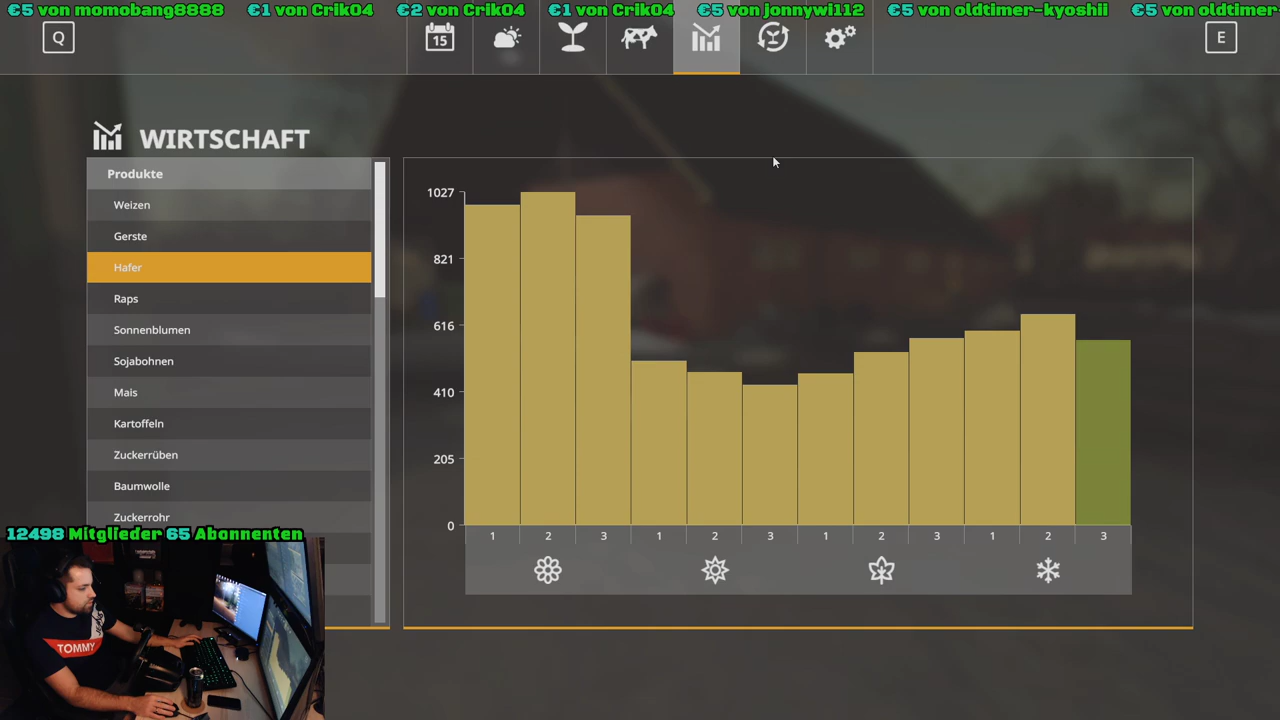 €5 von momobang8888 €1 von Crik04 €2 von Crik04 €1 von Crik04 €5 von jonnywi112 €5 von oldtimer-kyoshii €5 von oldtimer-
Q
15
E
WIRTSCHAFT
Produkte
Weizen
Gerste
Hafer
Raps
Sonnenblumen
Sojabohnen
Mais
Kartoffeln
Zuckerrüben
Baumwolle
Zuckerrohr
1027
821
616
410
205
0
1 2 3 1 2 3 1 2 3 1 2 3
12498 Mitglieder 65 Abonnenten
TOMMY